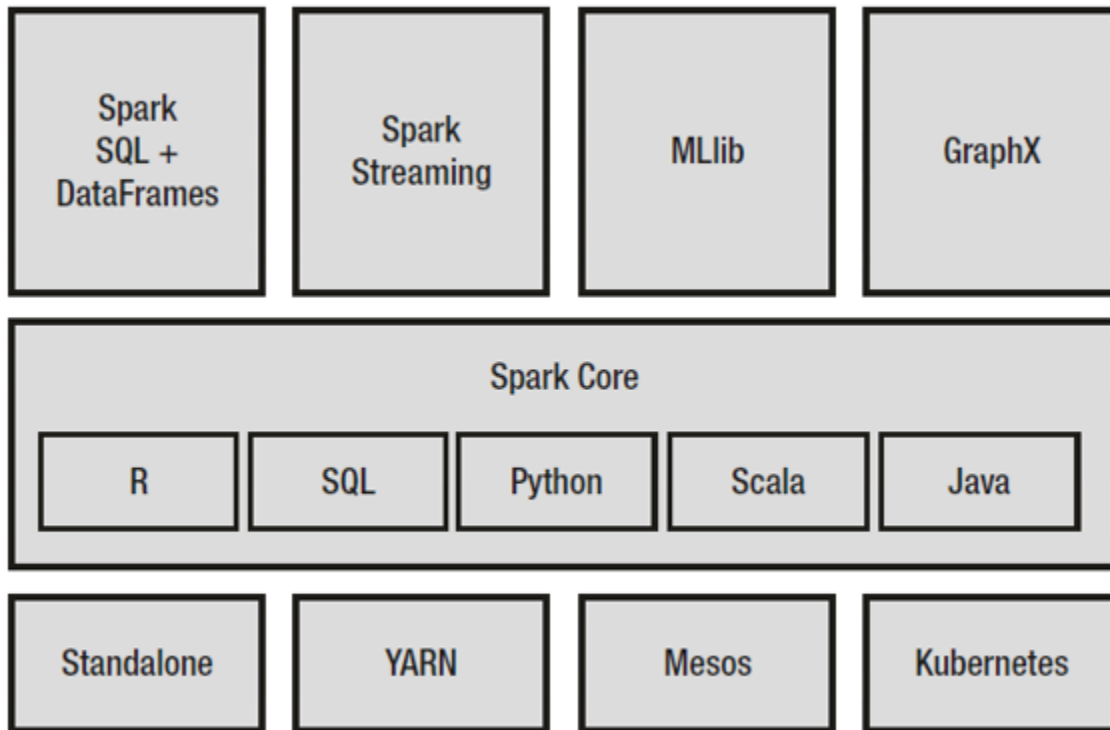 Spark
SQL +
DataFrames
Spark
Streaming
MLlib
GraphX
Spark Core
R
SQL
Python
Scala
Java
Standalone
YARN
Mesos
Kubernetes